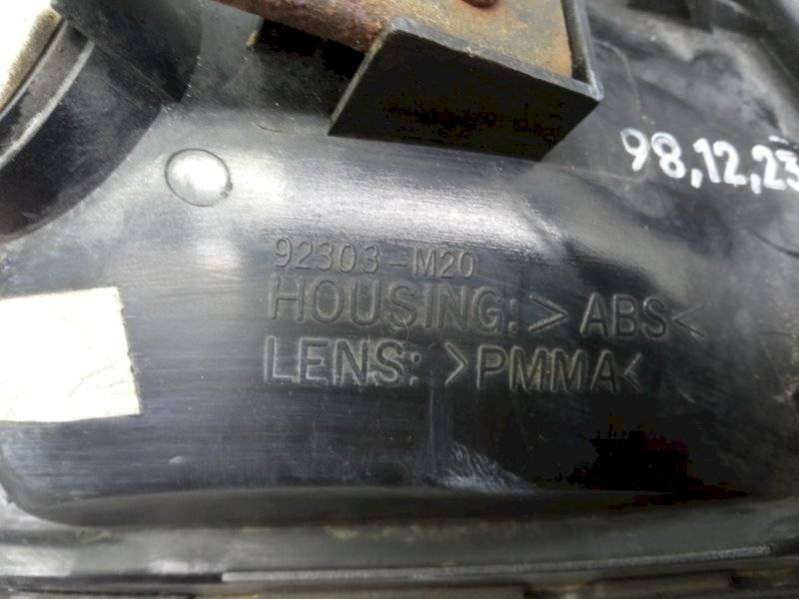 98,12,23
92303-M20
HOUSING: >ABS<
LENS: >PMMA<